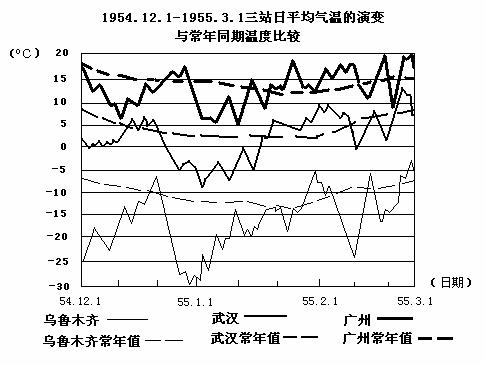 1954.12.1-1955.3.1三站日平均气温的演变
与常年同期温度比较
(°C)
20
15
10
5
0
-5
-10
-15
-20
-25
-30
54.12.1 55.1.1 55.2.1 55.3.1
(日期)
乌鲁木齐 武汉 广州
乌鲁木齐常年值 武汉常年值 广州常年值